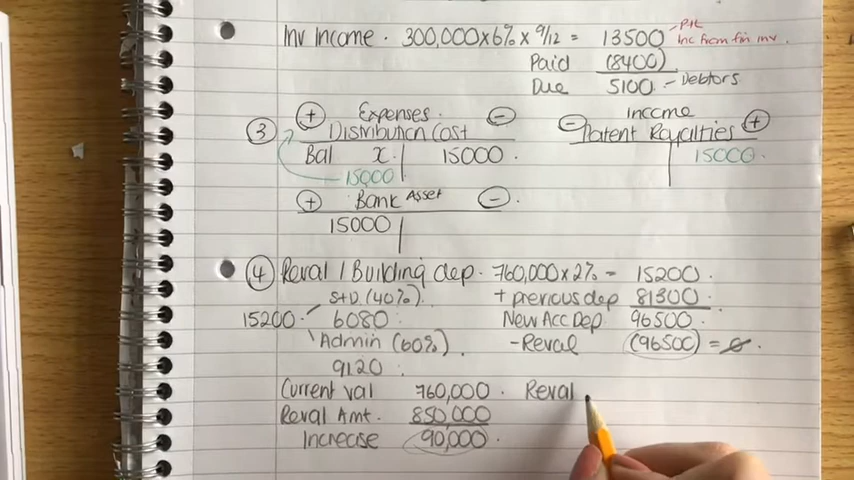 Inv Income . 300,000 x 6% x 9/12 = 13500 - P+L
Inc from fin inv .
Paid (8400)
Due 5100 . - Debtors
③ + Expenses . - Income
Distribution Cost - Patent Royalties +
Bal x . 15000 . 15000 .
15000
+ Bank Asset - .
15000
④ Reval / Building dep . 760,000 x 2% = 15200 .
S+D . (40%) . + previous dep 81300 .
15200 . 6080 . New Acc Dep . 96500 .
Admin (60%) . - Reval (96500) = 0 .
9120 .
Current val 760,000 . Reval
Reval Amt . 850,000
Increase 90,000 .